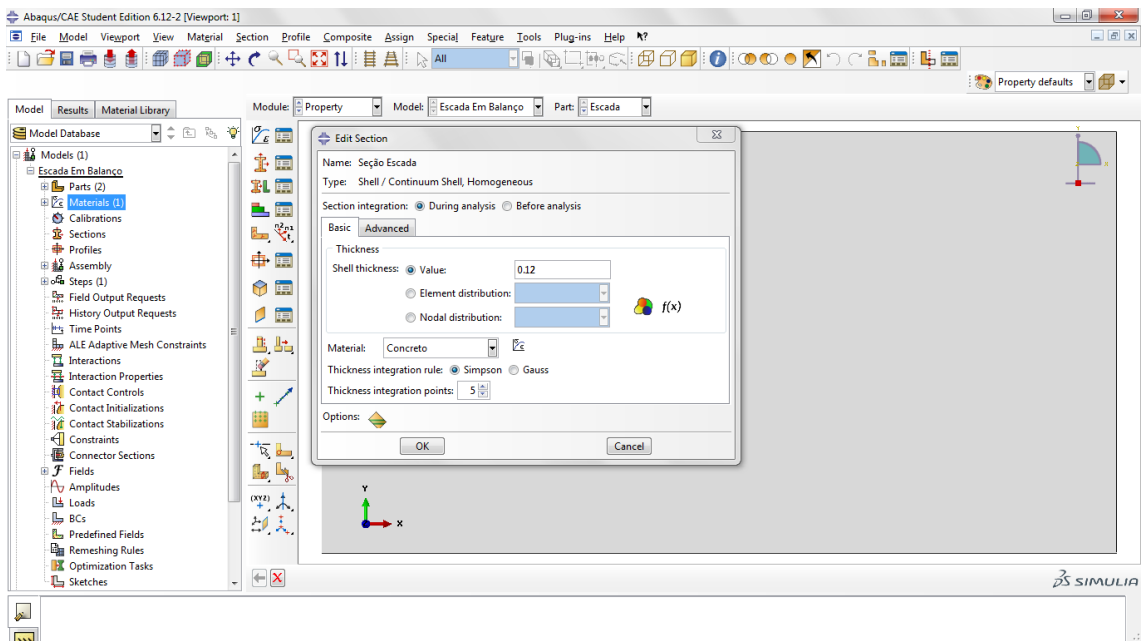 Abaqus/CAE Student Edition 6.12-2 [Viewport: 1]
File Model Viewport View Material Section Profile Composite Assign Special Feature Tools Plug-ins Help
All
Property defaults
Model Results Material Library
Module: Property Model: Escada Em Balanço Part: Escada
Model Database
Models (1)
Escada Em Balanço
Parts (2)
Materials (1)
Calibrations
Sections
Profiles
Assembly
Steps (1)
Field Output Requests
History Output Requests
Time Points
ALE Adaptive Mesh Constraints
Interactions
Interaction Properties
Contact Controls
Contact Initializations
Contact Stabilizations
Constraints
Connector Sections
Fields
Amplitudes
Loads
BCs
Predefined Fields
Remeshing Rules
Optimization Tasks
Sketches
Edit Section
Name: Seção Escada
Type: Shell / Continuum Shell, Homogeneous
Section integration: During analysis Before analysis
Basic Advanced
Thickness
Shell thickness: Value: 0.12
Element distribution:
Nodal distribution:
f(x)
Material: Concreto
Thickness integration rule: Simpson Gauss
Thickness integration points: 5
Options:
OK Cancel
Y
X
SIMULIA